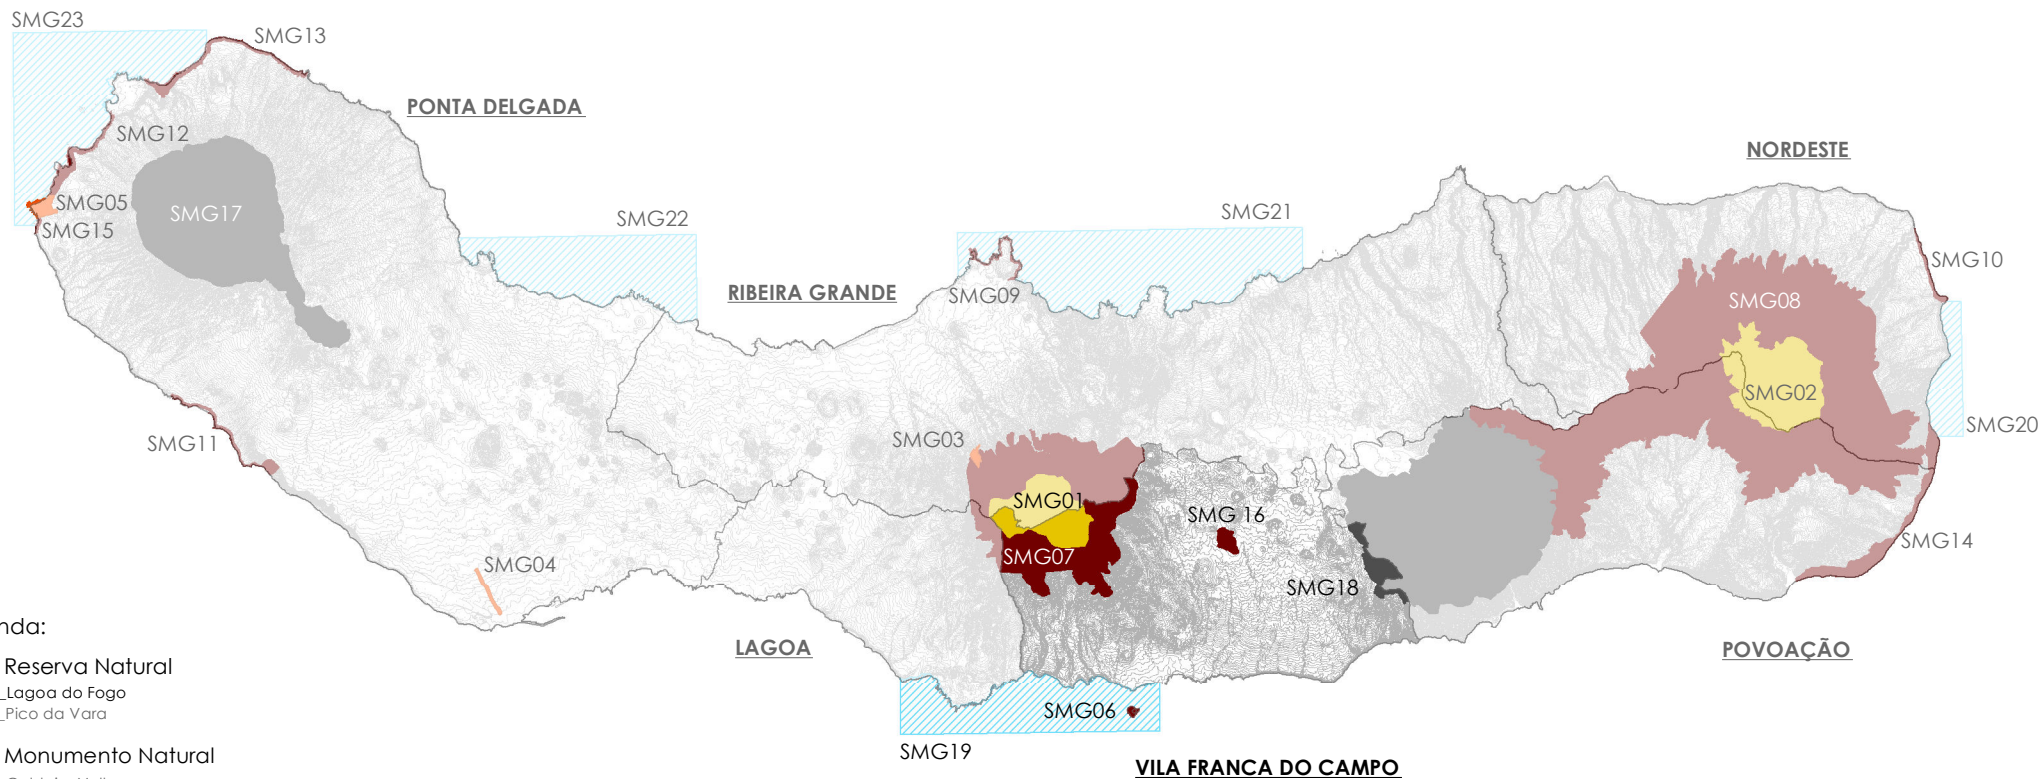 SMG23
SMG13
PONTA DELGADA
SMG12
NORDESTE
SMG05
SMG17
SMG15
SMG22
SMG21
SMG10
RIBEIRA GRANDE
SMG09
SMG08
SMG02
SMG11
SMG03
SMG20
SMG01
SMG 16
SMG07
SMG14
SMG04
SMG18
nda:
LAGOA
POVOAÇÃO
Reserva Natural
_Lagoa do Fogo
_Pico da Vara
SMG06
SMG19
Monumento Natural
VILA FRANCA DO CAMPO